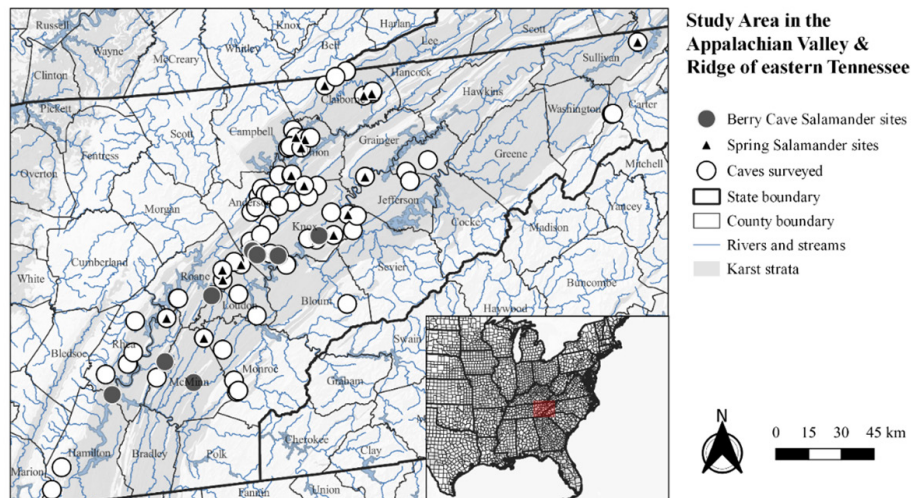 Study Area in the
Appalachian Valley &
Ridge of eastern Tennessee
Berry Cave Salamander sites
Spring Salamander sites
Caves surveyed
State boundary
County boundary
Rivers and streams
Karst strata
N
0 15 30 45 km
Russell
Wayne
McCreary
Whitley
Knox
Bell
Harlan
Lee
Scott
Sullivan
Clinton
Pickett
Hancock
Claiborne
Hawkins
Washington
Carter
Scott
Campbell
Fentress
Overton
Grainger
Greene
Mitchell
Morgan
Anderson
Jefferson
Yancey
Knox
Cocke
Madison
Cumberland
Roane
Sevier
White
Loudon
Blount
Buncombe
Haywood
Bledsoe
Rhea
Swain
McMinn
Monroe
Graham
Cherokee
Clay
Marion
Hamilton
Bradley
Polk
Fannin
Union